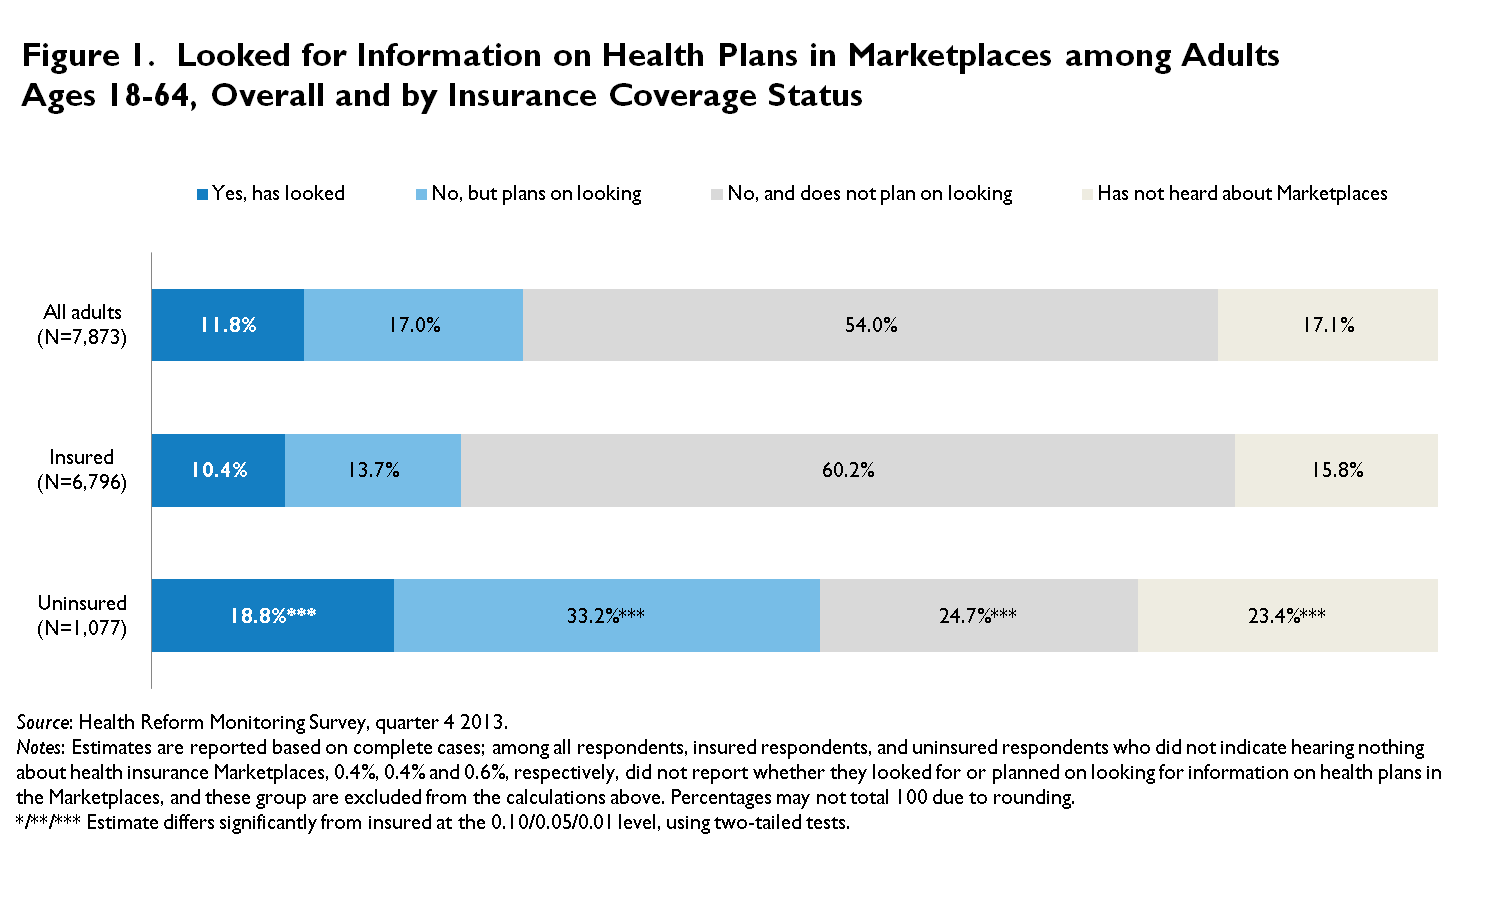 Figure 1.  Looked for Information on Health Plans in Marketplaces among Adults
Ages 18-64, Overall and by Insurance Coverage Status
Yes, has looked
No, but plans on looking
No, and does not plan on looking
Has not heard about Marketplaces
All adults
(N=7,873)
11.8%
17.0%
54.0%
17.1%
Insured
(N=6,796)
10.4%
13.7%
60.2%
15.8%
Uninsured
(N=1,077)
18.8%***
33.2%***
24.7%***
23.4%***
Source: Health Reform Monitoring Survey, quarter 4 2013.
Notes: Estimates are reported based on complete cases; among all respondents, insured respondents, and uninsured respondents who did not indicate hearing nothing
about health insurance Marketplaces, 0.4%, 0.4% and 0.6%, respectively, did not report whether they looked for or planned on looking for information on health plans in
the Marketplaces, and these group are excluded from the calculations above. Percentages may not total 100 due to rounding.
*/**/*** Estimate differs significantly from insured at the 0.10/0.05/0.01 level, using two-tailed tests.